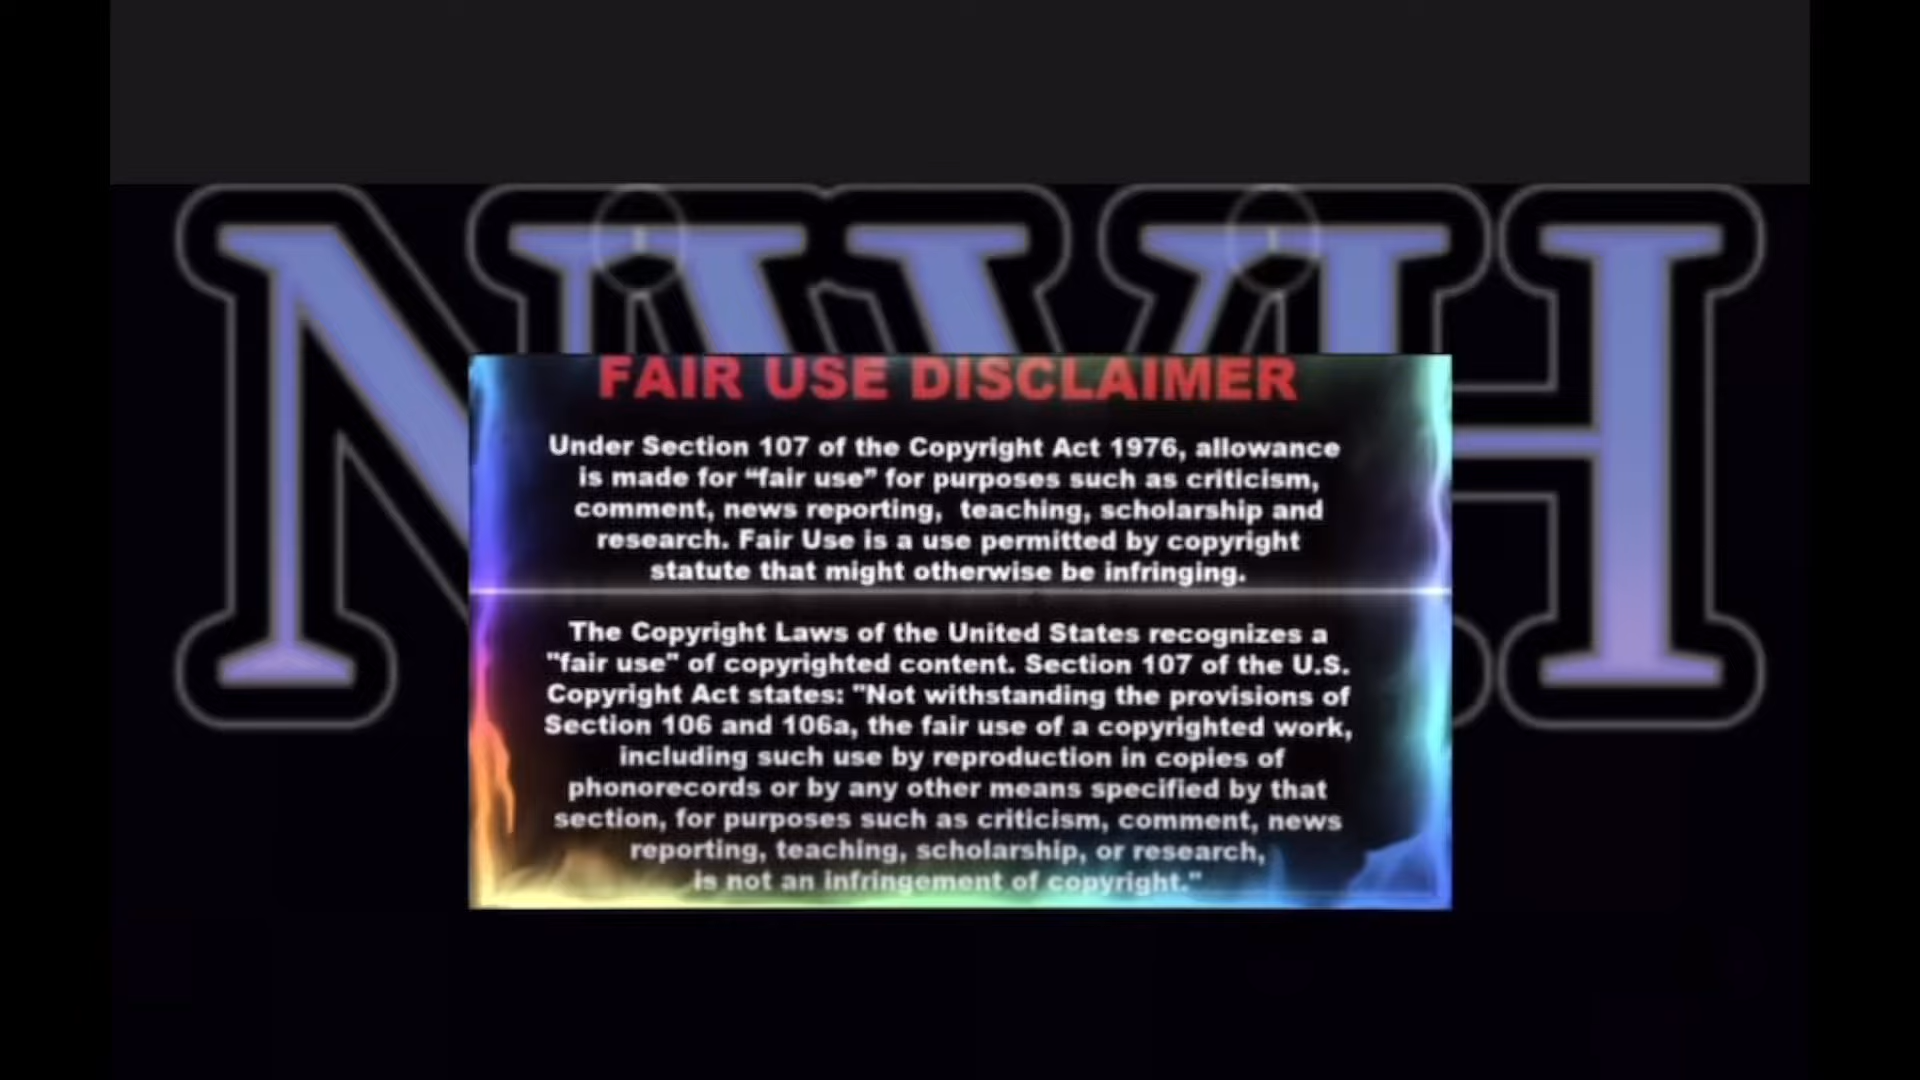 NWH
FAIR USE DISCLAIMER
Under Section 107 of the Copyright Act 1976, allowance
is made for “fair use” for purposes such as criticism,
comment, news reporting,  teaching, scholarship and
research. Fair Use is a use permitted by copyright
statute that might otherwise be infringing.
The Copyright Laws of the United States recognizes a
"fair use" of copyrighted content. Section 107 of the U.S.
Copyright Act states: "Not withstanding the provisions of
Section 106 and 106a, the fair use of a copyrighted work,
including such use by reproduction in copies of
phonorecords or by any other means specified by that
section, for purposes such as criticism, comment, news
reporting, teaching, scholarship, or research,
is not an infringement of copyright."